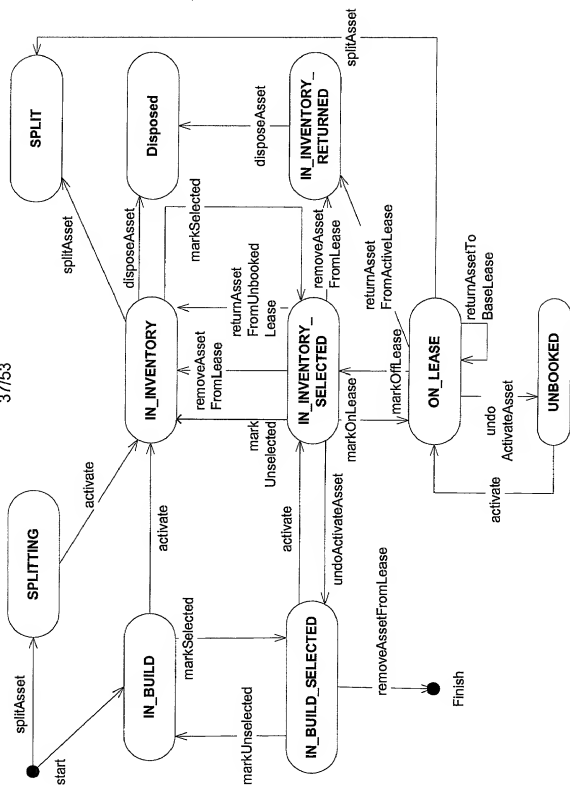 37/53
splitAsset
start
SPLITTING
activate
IN_BUILD
activate
markSelected
markUnselected
IN_BUILD_SELECTED
removeAssetFromLease
Finish
activate
undoActivateAsset
SPLIT
splitAsset
IN_INVENTORY
disposeAsset
Disposed
markSelected
mark
Unselected
removeAsset
FromLease
returnAsset
FromUnbooked
Lease
IN_INVENTORY_
SELECTED
removeAsset
FromLease
IN_INVENTORY_
RETURNED
disposeAsset
markOnLease
markOffLease
returnAsset
FromActiveLease
ON_LEASE
splitAsset
returnAssetTo
BaseLease
undo
ActivateAsset
activate
UNBOOKED